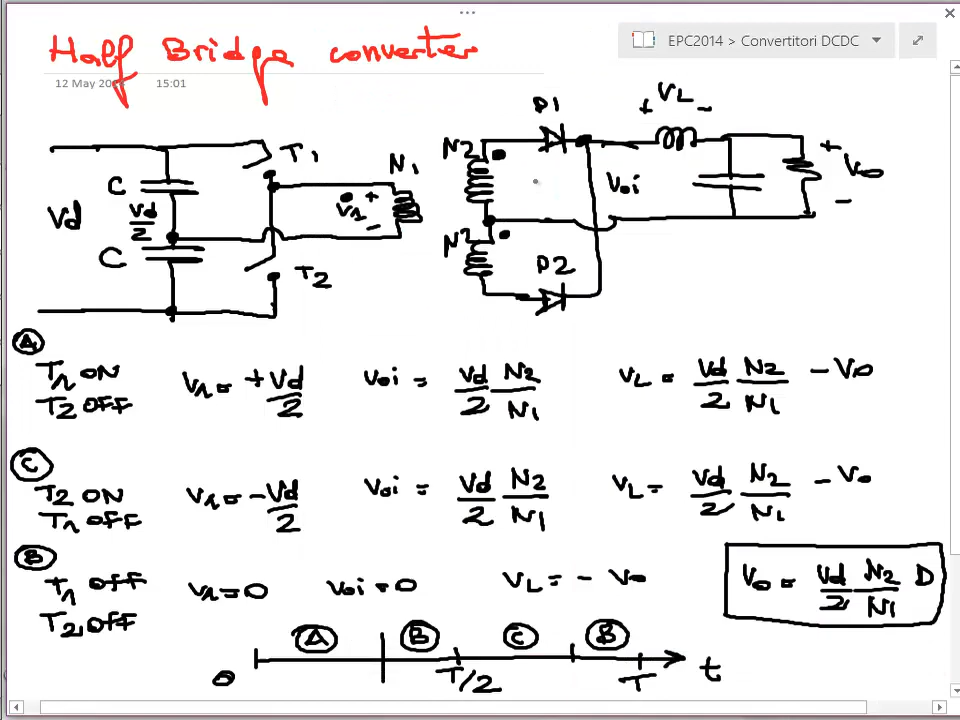 Half Bridge converter
EPC2014 > Convertitori DCDC
12 May 15:01
D1
+ VL -
T1 N1 N2
C
Vd Vd/2 + V1 - Voi + Vo -
C
T2 N2 D2
A
T1 ON
T2 OFF
V1 = +Vd/2 Voi = Vd/2 N2/N1 VL = Vd/2 N2/N1 - Vo
C
T2 ON
T1 OFF
V1 = -Vd/2 Voi = Vd/2 N2/N1 VL = Vd/2 N2/N1 - Vo
B
T1 OFF
T2 OFF
V1 = 0 Voi = 0 VL = - Vo
Vo = Vd/2 N2/N1 D
A B C B
0 T/2 T t